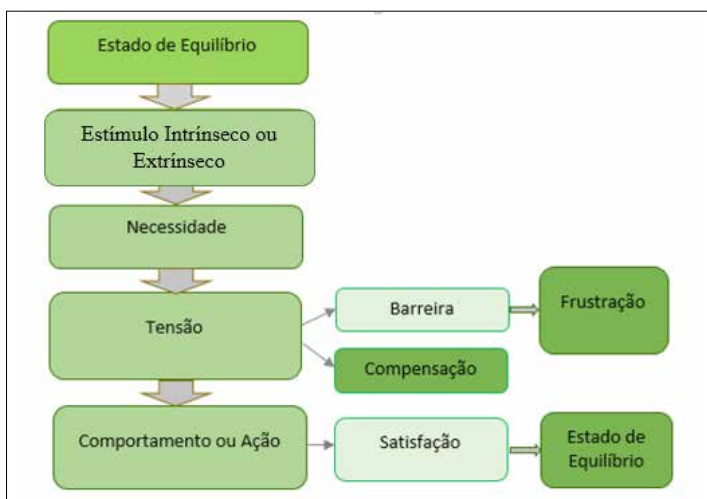 Estado de Equilíbrio
Estímulo Intrínseco ou
Extrínseco
Necessidade
Tensão
Barreira
Frustração
Compensação
Comportamento ou Ação
Satisfação
Estado de
Equilíbrio